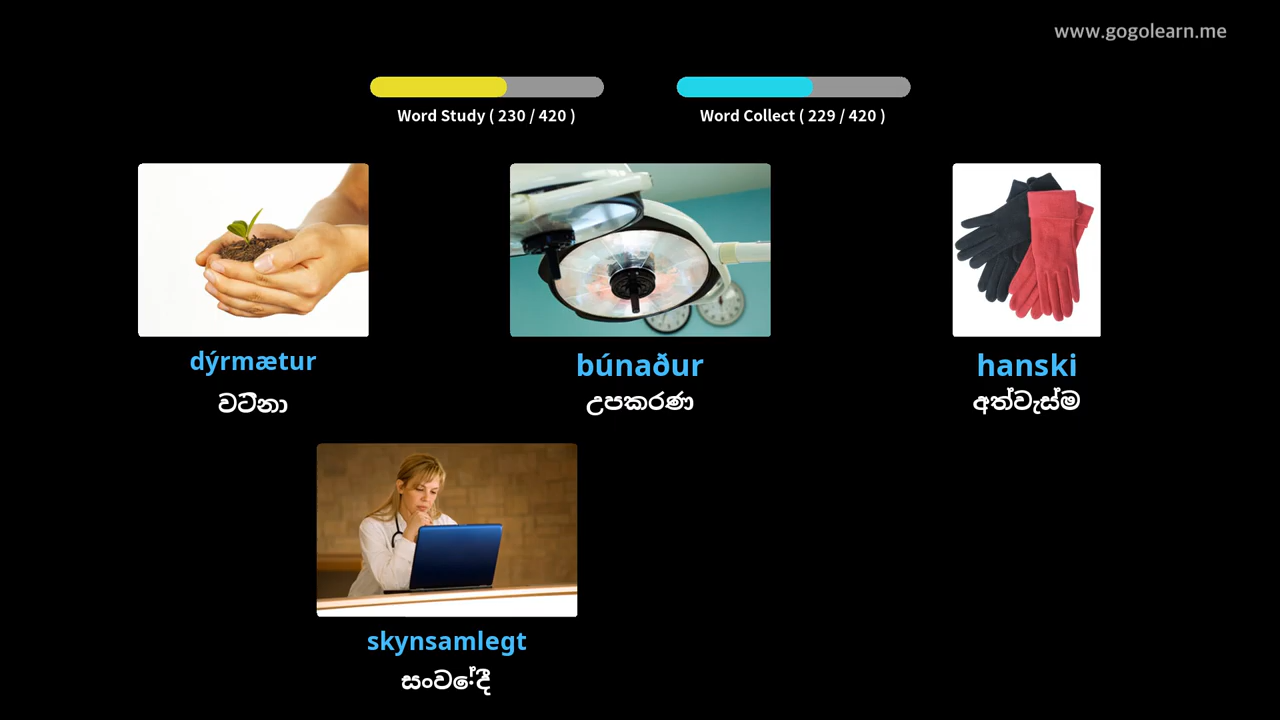 www.gogolearn.me
Word Study ( 230 / 420 )
Word Collect ( 229 / 420 )
dýrmætur
වටිනා
búnaður
උපකරණ
hanski
අත්වැස්ම
skynsamlegt
සංවේදී